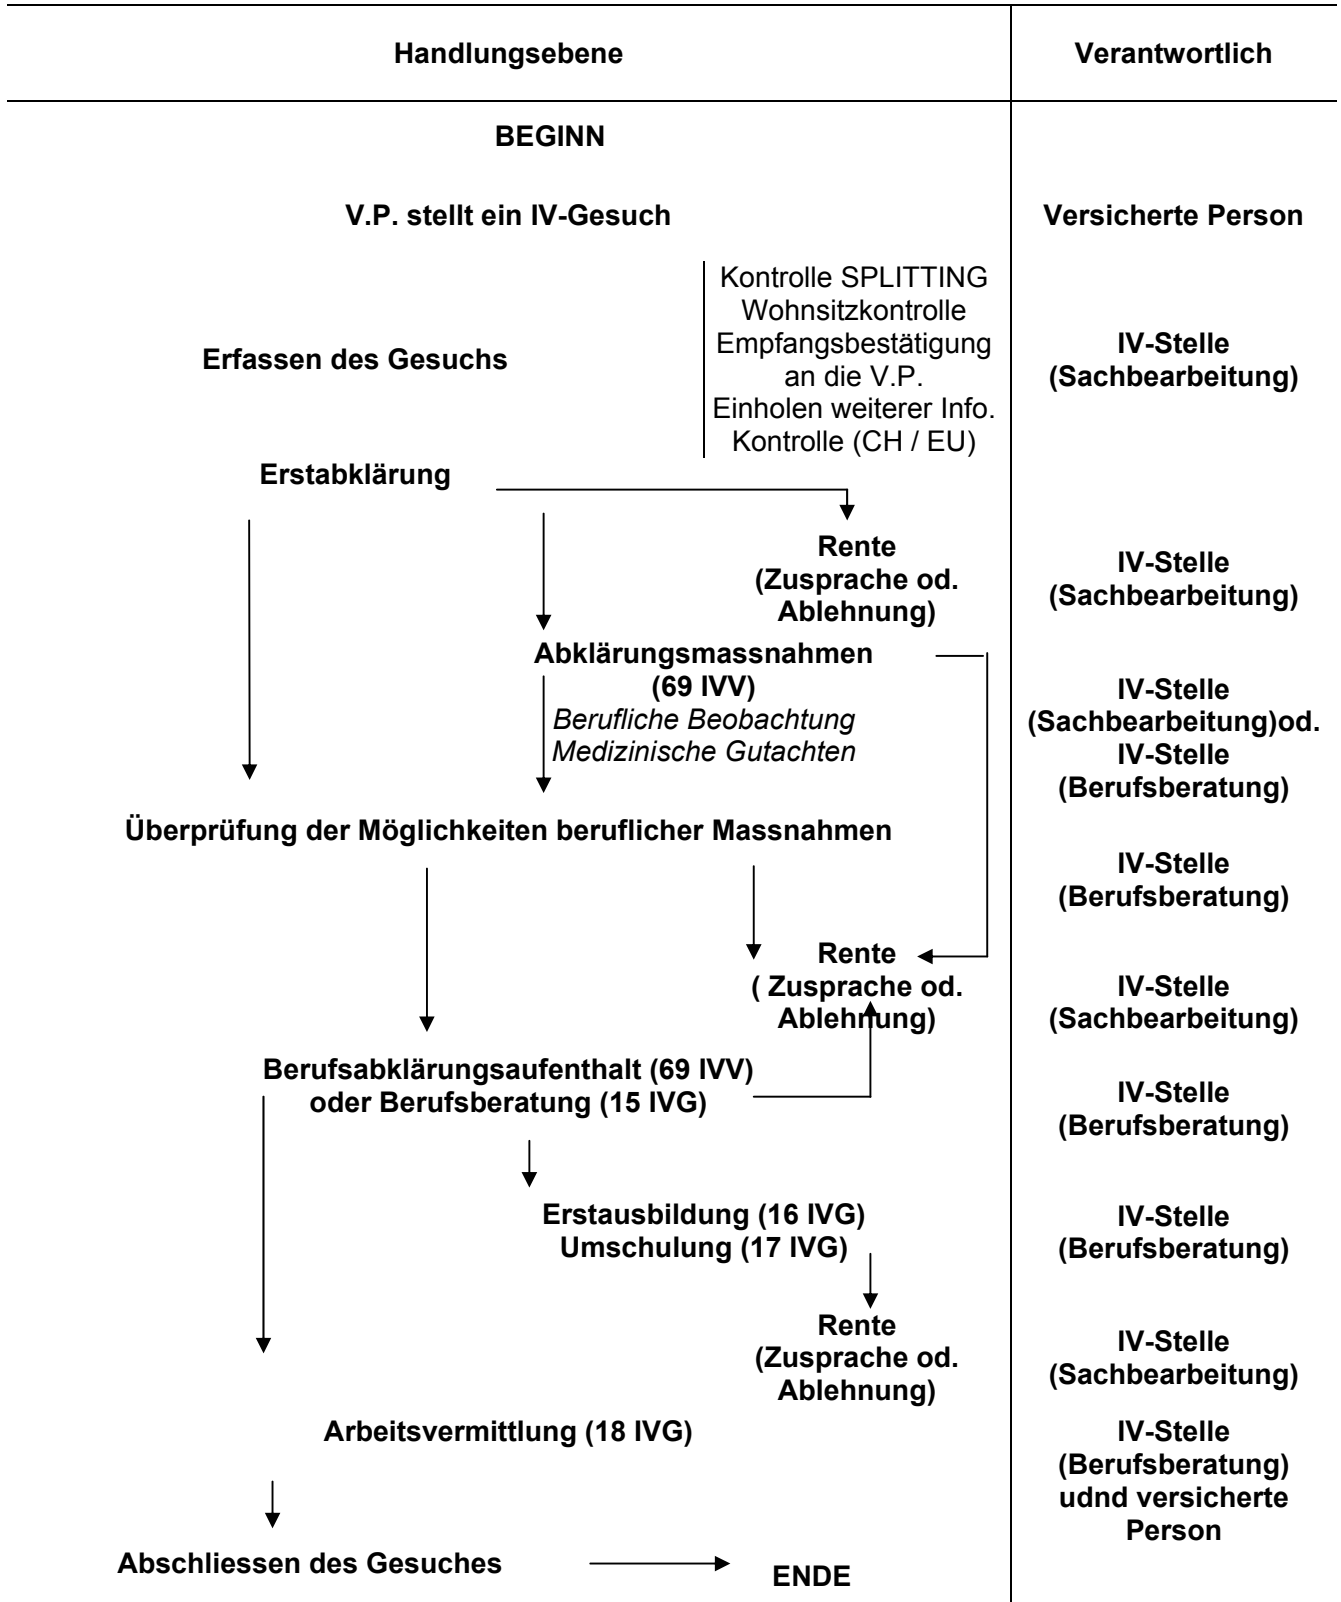 Handlungsebene
Verantwortlich
BEGINN
V.P. stellt ein IV-Gesuch
Versicherte Person
Erfassen des Gesuchs
Kontrolle SPLITTING
Wohnsitzkontrolle
Empfangsbestätigung
an die V.P.
Einholen weiterer Info.
Kontrolle (CH / EU)
IV-Stelle
(Sachbearbeitung)
Erstabklärung
Rente
(Zusprache od.
Ablehnung)
IV-Stelle
(Sachbearbeitung)
Abklärungsmassnahmen
(69 IVV)
Berufliche Beobachtung
Medizinische Gutachten
IV-Stelle
(Sachbearbeitung)od.
IV-Stelle
(Berufsberatung)
Überprüfung der Möglichkeiten beruflicher Massnahmen
IV-Stelle
(Berufsberatung)
Rente
( Zusprache od.
Ablehnung)
IV-Stelle
(Sachbearbeitung)
Berufsabklärungsaufenthalt (69 IVV)
oder Berufsberatung (15 IVG)
IV-Stelle
(Berufsberatung)
Erstausbildung (16 IVG)
Umschulung (17 IVG)
IV-Stelle
(Berufsberatung)
Rente
(Zusprache od.
Ablehnung)
IV-Stelle
(Sachbearbeitung)
Arbeitsvermittlung (18 IVG)
IV-Stelle
(Berufsberatung)
udnd versicherte
Person
Abschliessen des Gesuches
ENDE